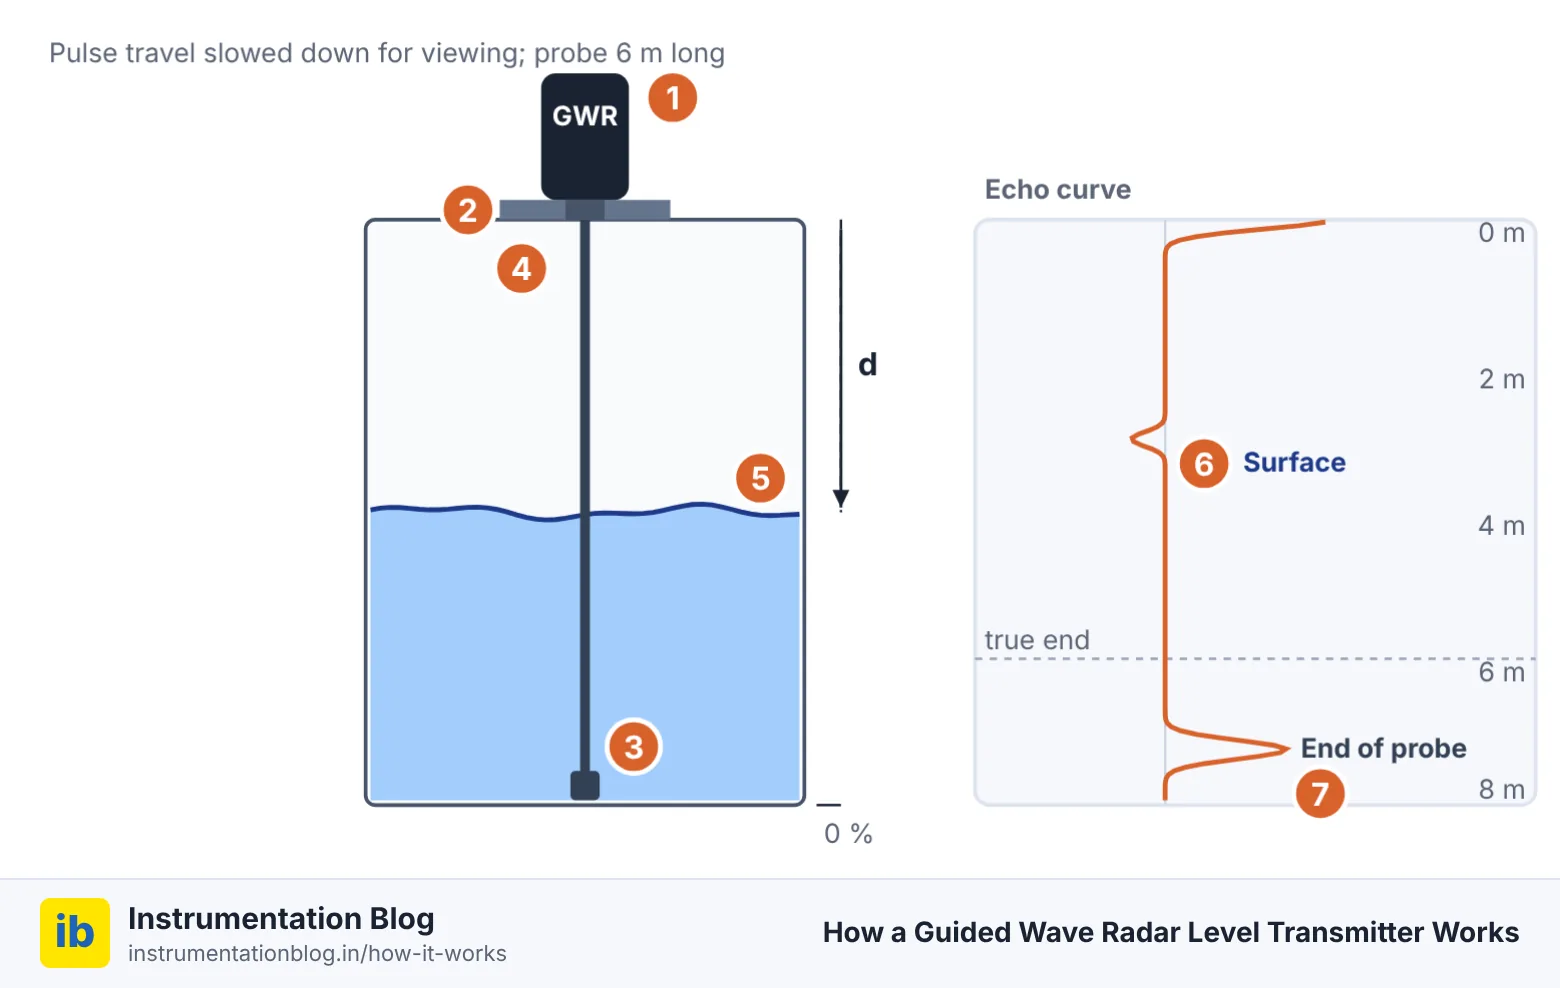 Pulse travel slowed down for viewing; probe 6 m long
GWR
1
2
4
d
5
3
0 %
Echo curve
0 m
2 m
6 Surface
4 m
true end
6 m
End of probe
7
8 m
ib
Instrumentation Blog
instrumentationblog.in/how-it-works
How a Guided Wave Radar Level Transmitter Works